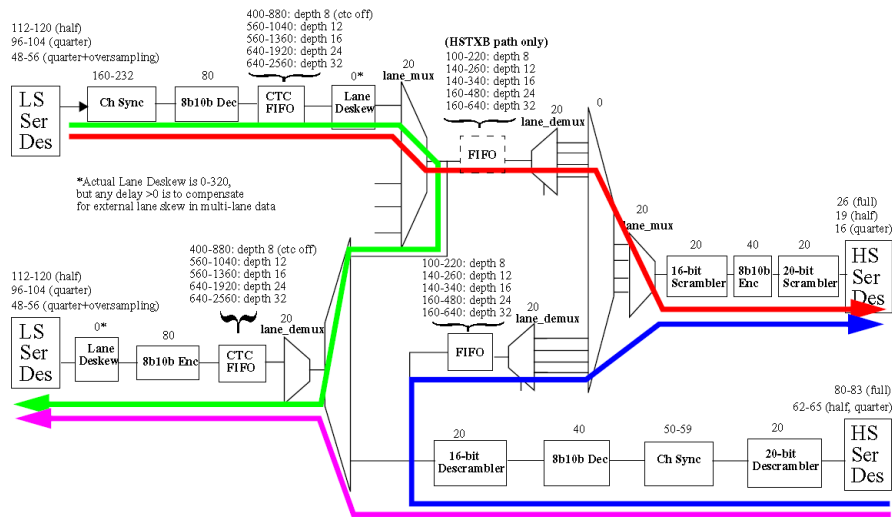 112-120 (half)
96-104 (quarter)
48-56 (quarter+oversampling)
400-880: depth 8 (ctc off)
560-1040: depth 12
560-1360: depth 16
640-1920: depth 24
640-2560: depth 32
(HSTXB path only)
100-220: depth 8
140-260: depth 12
140-340: depth 16
160-480: depth 24
160-640: depth 32
160-232
80
0*
20
lane_mux
20
lane_demux
0
LS
Ser
Des
Ch Sync
8b10b Dec
CTC
FIFO
Lane
Deskew
FIFO
*Actual Lane Deskew is 0-320,
but any delay >0 is to compensate
for external lane skew in multi-lane data
20
lane_mux
26 (full)
19 (half)
16 (quarter)
20
40
20
16-bit
Scrambler
8b10b
Enc
20-bit
Scrambler
HS
Ser
Des
112-120 (half)
96-104 (quarter)
48-56 (quarter+oversampling)
400-880: depth 8 (ctc off)
560-1040: depth 12
560-1360: depth 16
640-1920: depth 24
640-2560: depth 32
100-220: depth 8
140-260: depth 12
140-340: depth 16
160-480: depth 24
160-640: depth 32
0*
80
20
lane_demux
20
lane_demux
LS
Ser
Des
Lane
Deskew
8b10b Enc
CTC
FIFO
FIFO
80-83 (full)
62-65 (half, quarter)
20
40
50-59
20
16-bit
Descrambler
8b10b Dec
Ch Sync
20-bit
Descrambler
HS
Ser
Des